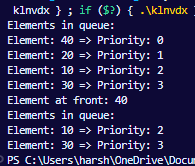 klnvdx } ; if ($?) { .\klnvdx }
Elements in queue:
Element: 40 => Priority: 0
Element: 20 => Priority: 1
Element: 10 => Priority: 2
Element: 30 => Priority: 3
Element at front: 40
Elements in queue:
Element: 10 => Priority: 2
Element: 30 => Priority: 3
PS C:\Users\harsh\OneDrive\Docum